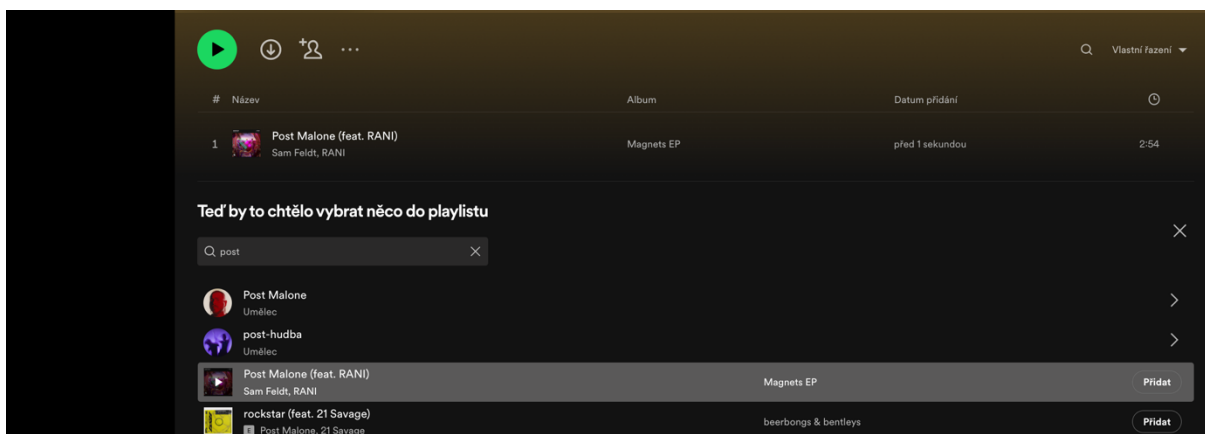 Vlastní řazení
# Název Album Datum přidání
1 Post Malone (feat. RANI)
Sam Feldt, RANI
Magnets EP před 1 sekundou 2:54
Teď by to chtělo vybrat něco do playlistu
post
Post Malone
Umělec
post-hudba
Umělec
Post Malone (feat. RANI)
Sam Feldt, RANI
Magnets EP Přidat
rockstar (feat. 21 Savage)
E Post Malone, 21 Savage
beerbongs & bentleys Přidat